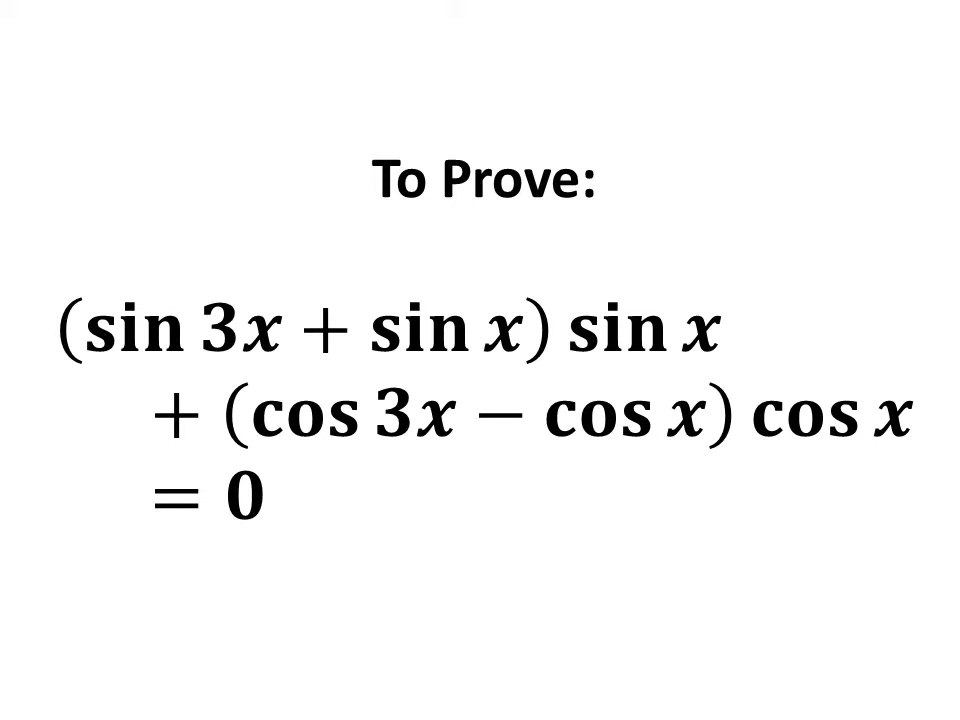 To Prove:
(sin 3x + sin x) sin x
+ (cos 3x − cos x) cos x
= 0